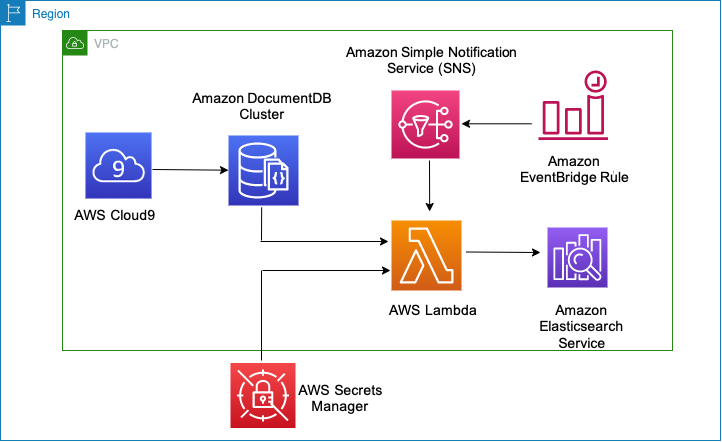 Region
VPC
Amazon Simple Notification
Service (SNS)
Amazon DocumentDB
Cluster
9
AWS Cloud9
Amazon
EventBridge Rule
AWS Lambda
Amazon
Elasticsearch
Service
AWS Secrets
Manager